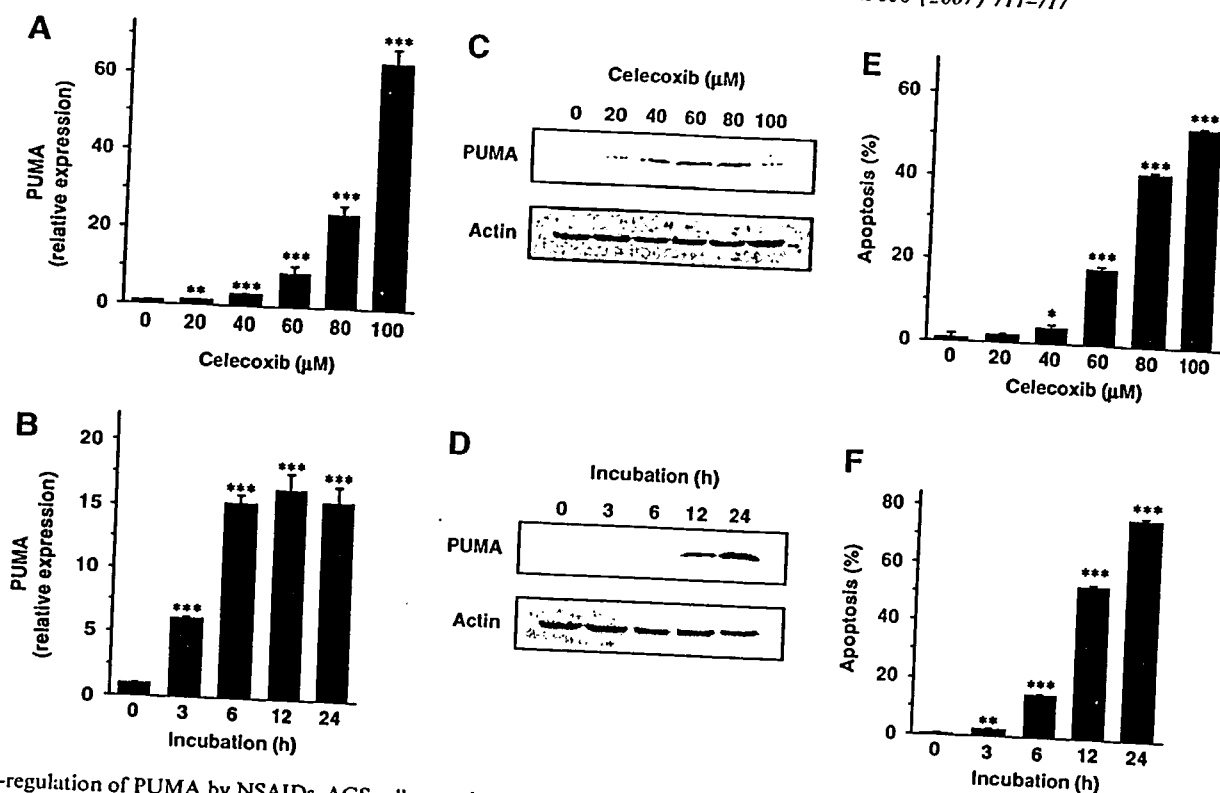 (2007) 711–717
A
PUMA
(relative expression)
60
40
20
0
**
***
***
***
***
0 20 40 60 80 100
Celecoxib (µM)
C
Celecoxib (µM)
0 20 40 60 80 100
PUMA
Actin
E
Apoptosis (%)
60
40
20
0
*
***
***
***
0 20 40 60 80 100
Celecoxib (µM)
B
PUMA
(relative expression)
20
15
10
5
0
***
***
***
***
0 3 6 12 24
Incubation (h)
D
Incubation (h)
0 3 6 12 24
PUMA
Actin
F
Apoptosis (%)
80
60
40
20
0
**
***
***
***
0 3 6 12 24
Incubation (h)
-regulation of PUMA by NSAIDs. AGS